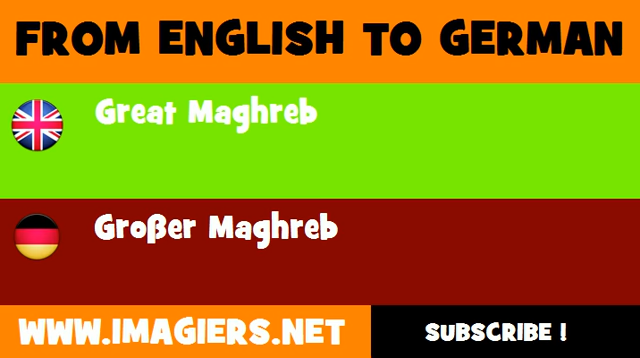 FROM ENGLISH TO GERMAN
Great Maghreb
Großer Maghreb
WWW.IMAGIERS.NET
SUBSCRIBE !